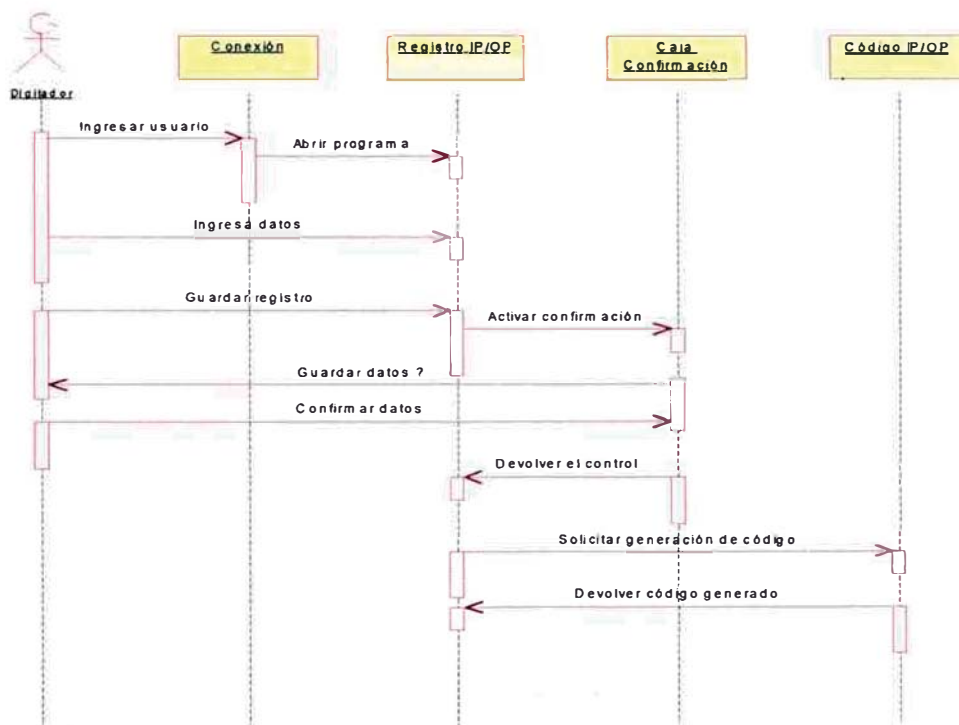 Conexión
Registro IP/OP
Caja
Confirmación
Código IP/OP
Digitador
Ingresar usuario
Abrir programa
Ingresa datos
Guardar registro
Activar confirmación
Guardar datos ?
Confirmar datos
Devolver el control
Solicitar generación de código
Devolver código generado